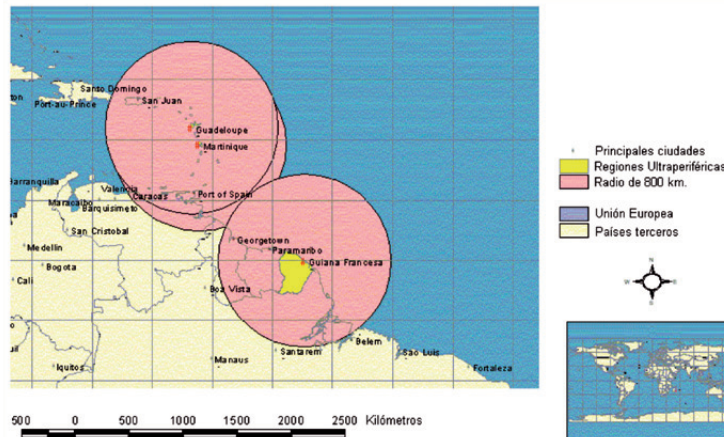 Santo Domingo
Port-au-Prince
San Juan
Guadeloupe
Martinique
Barranquilla
Valencia
Caracas
Port of Spain
Maracaibo
Barquisimeto
San Cristobal
Georgetown
Paramaribo
Medellin
Guiana Francesa
Bogota
Cali
Boa Vista
Belem
Santarem
Sao Luis
Iquitos
Manaus
Fortaleza
Principales ciudades
Regiones Ultraperiféricas
Radio de 800 km.
Unión Europea
Países terceros
N
W E
S
500 0 500 1000 1500 2000 2500 Kilómetros